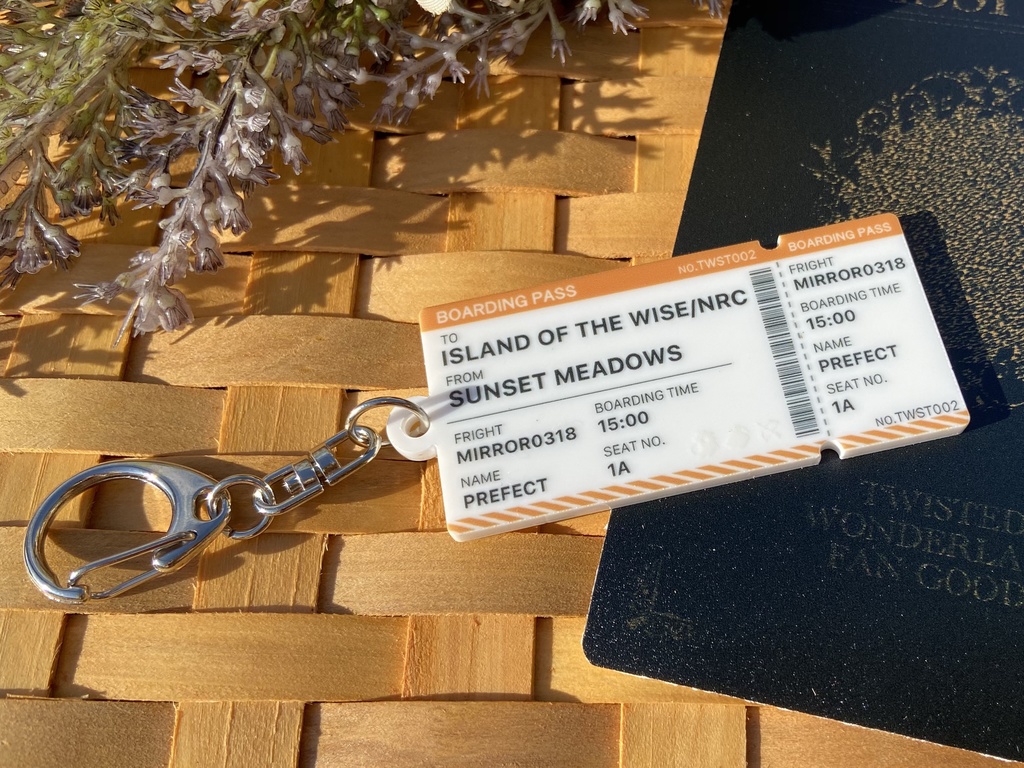 BOARDING PASS
NO.TWST002
TO
ISLAND OF THE WISE/NRC
FROM
SUNSET MEADOWS
FRIGHT
MIRROR0318
BOARDING TIME
15:00
NAME
PREFECT
SEAT NO.
1A
BOARDING PASS
FRIGHT
MIRROR0318
BOARDING TIME
15:00
NAME
PREFECT
SEAT NO.
1A
NO.TWST002
TWISTED
WONDERLA
FAN GOOD